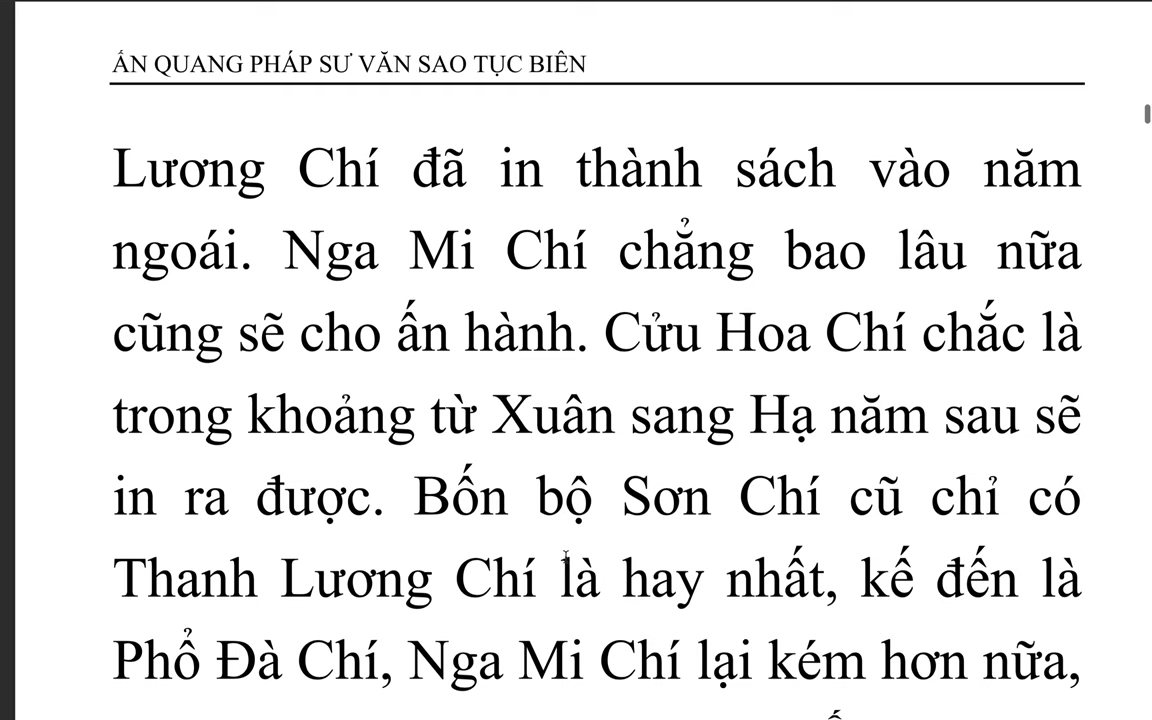 ẤN QUANG PHÁP SƯ VĂN SAO TỤC BIÊN
Lương Chí đã in thành sách vào năm
ngoái. Nga Mi Chí chẳng bao lâu nữa
cũng sẽ cho ấn hành. Cửu Hoa Chí chắc là
trong khoảng từ Xuân sang Hạ năm sau sẽ
in ra được. Bốn bộ Sơn Chí cũ chỉ có
Thanh Lương Chí là hay nhất, kế đến là
Phổ Đà Chí, Nga Mi Chí lại kém hơn nữa,